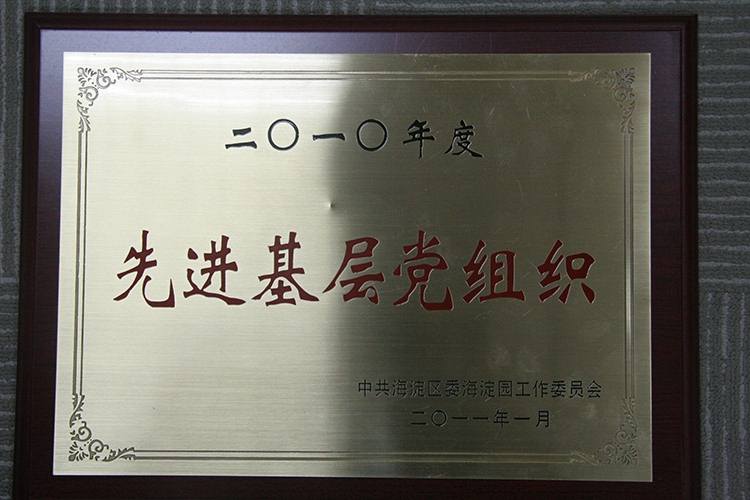 二〇一〇年度
先进基层党组织
中共海淀区委海淀园工作委员会
二〇一一年一月